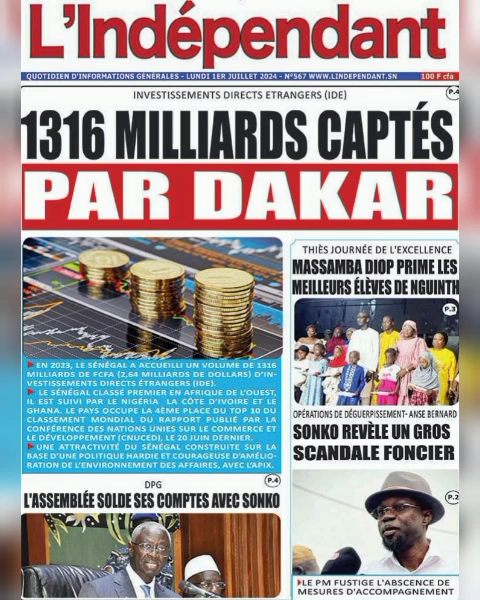 L'Indépendant
QUOTIDIEN D'INFORMATIONS GÉNÉRALES - LUNDI 1ER JUILLET 2024 - N°567 WWW.LINDEPENDANT.SN
100 F cfa
INVESTISSEMENTS DIRECTS ETRANGERS (IDE)
P.4
1316 MILLIARDS CAPTÉS
PAR DAKAR
EN 2023, LE SÉNÉGAL A ACCUEILLI UN VOLUME DE 1316
MILLIARDS DE FCFA (2,64 MILLIARDS DE DOLLARS) D'IN-
VESTISSEMENTS DIRECTS ÉTRANGERS (IDE).
LE SÉNÉGAL CLASSÉ PREMIER EN AFRIQUE DE L'OUEST,
IL EST SUIVI PAR LE NIGÉRIA, LA CÔTE D'IVOIRE ET LE
GHANA. LE PAYS OCCUPE LA 4ÈME PLACE DU TOP 10 DU
CLASSEMENT MONDIAL DU RAPPORT PUBLIÉ PAR LA
CONFÉRENCE DES NATIONS UNIES SUR LE COMMERCE ET
LE DÉVELOPPEMENT (CNUCED), LE 20 JUIN DERNIER.
UNE ATTRACTIVITÉ DU SÉNÉGAL CONSTRUITE SUR LA
BASE D'UNE POLITIQUE HARDIE ET COURAGEUSE D'AMÉLIO-
RATION DE L'ENVIRONNEMENT DES AFFAIRES, AVEC L'APIX.
DPG
P.4
L'ASSEMBLÉE SOLDE SES COMPTES AVEC SONKO
THIÈS JOURNÉE DE L'EXCELLENCE
MASSAMBA DIOP PRIME LES
MEILLEURS ÉLÈVES DE NGUINTH
P.3
OPÉRATIONS DE DÉGUERPISSEMENT- ANSE BERNARD
SONKO REVÈLE UN GROS
SCANDALE FONCIER
P.2
LE PM FUSTIGE L'ABSCENCE DE
MESURES D'ACCOMPAGNEMENT